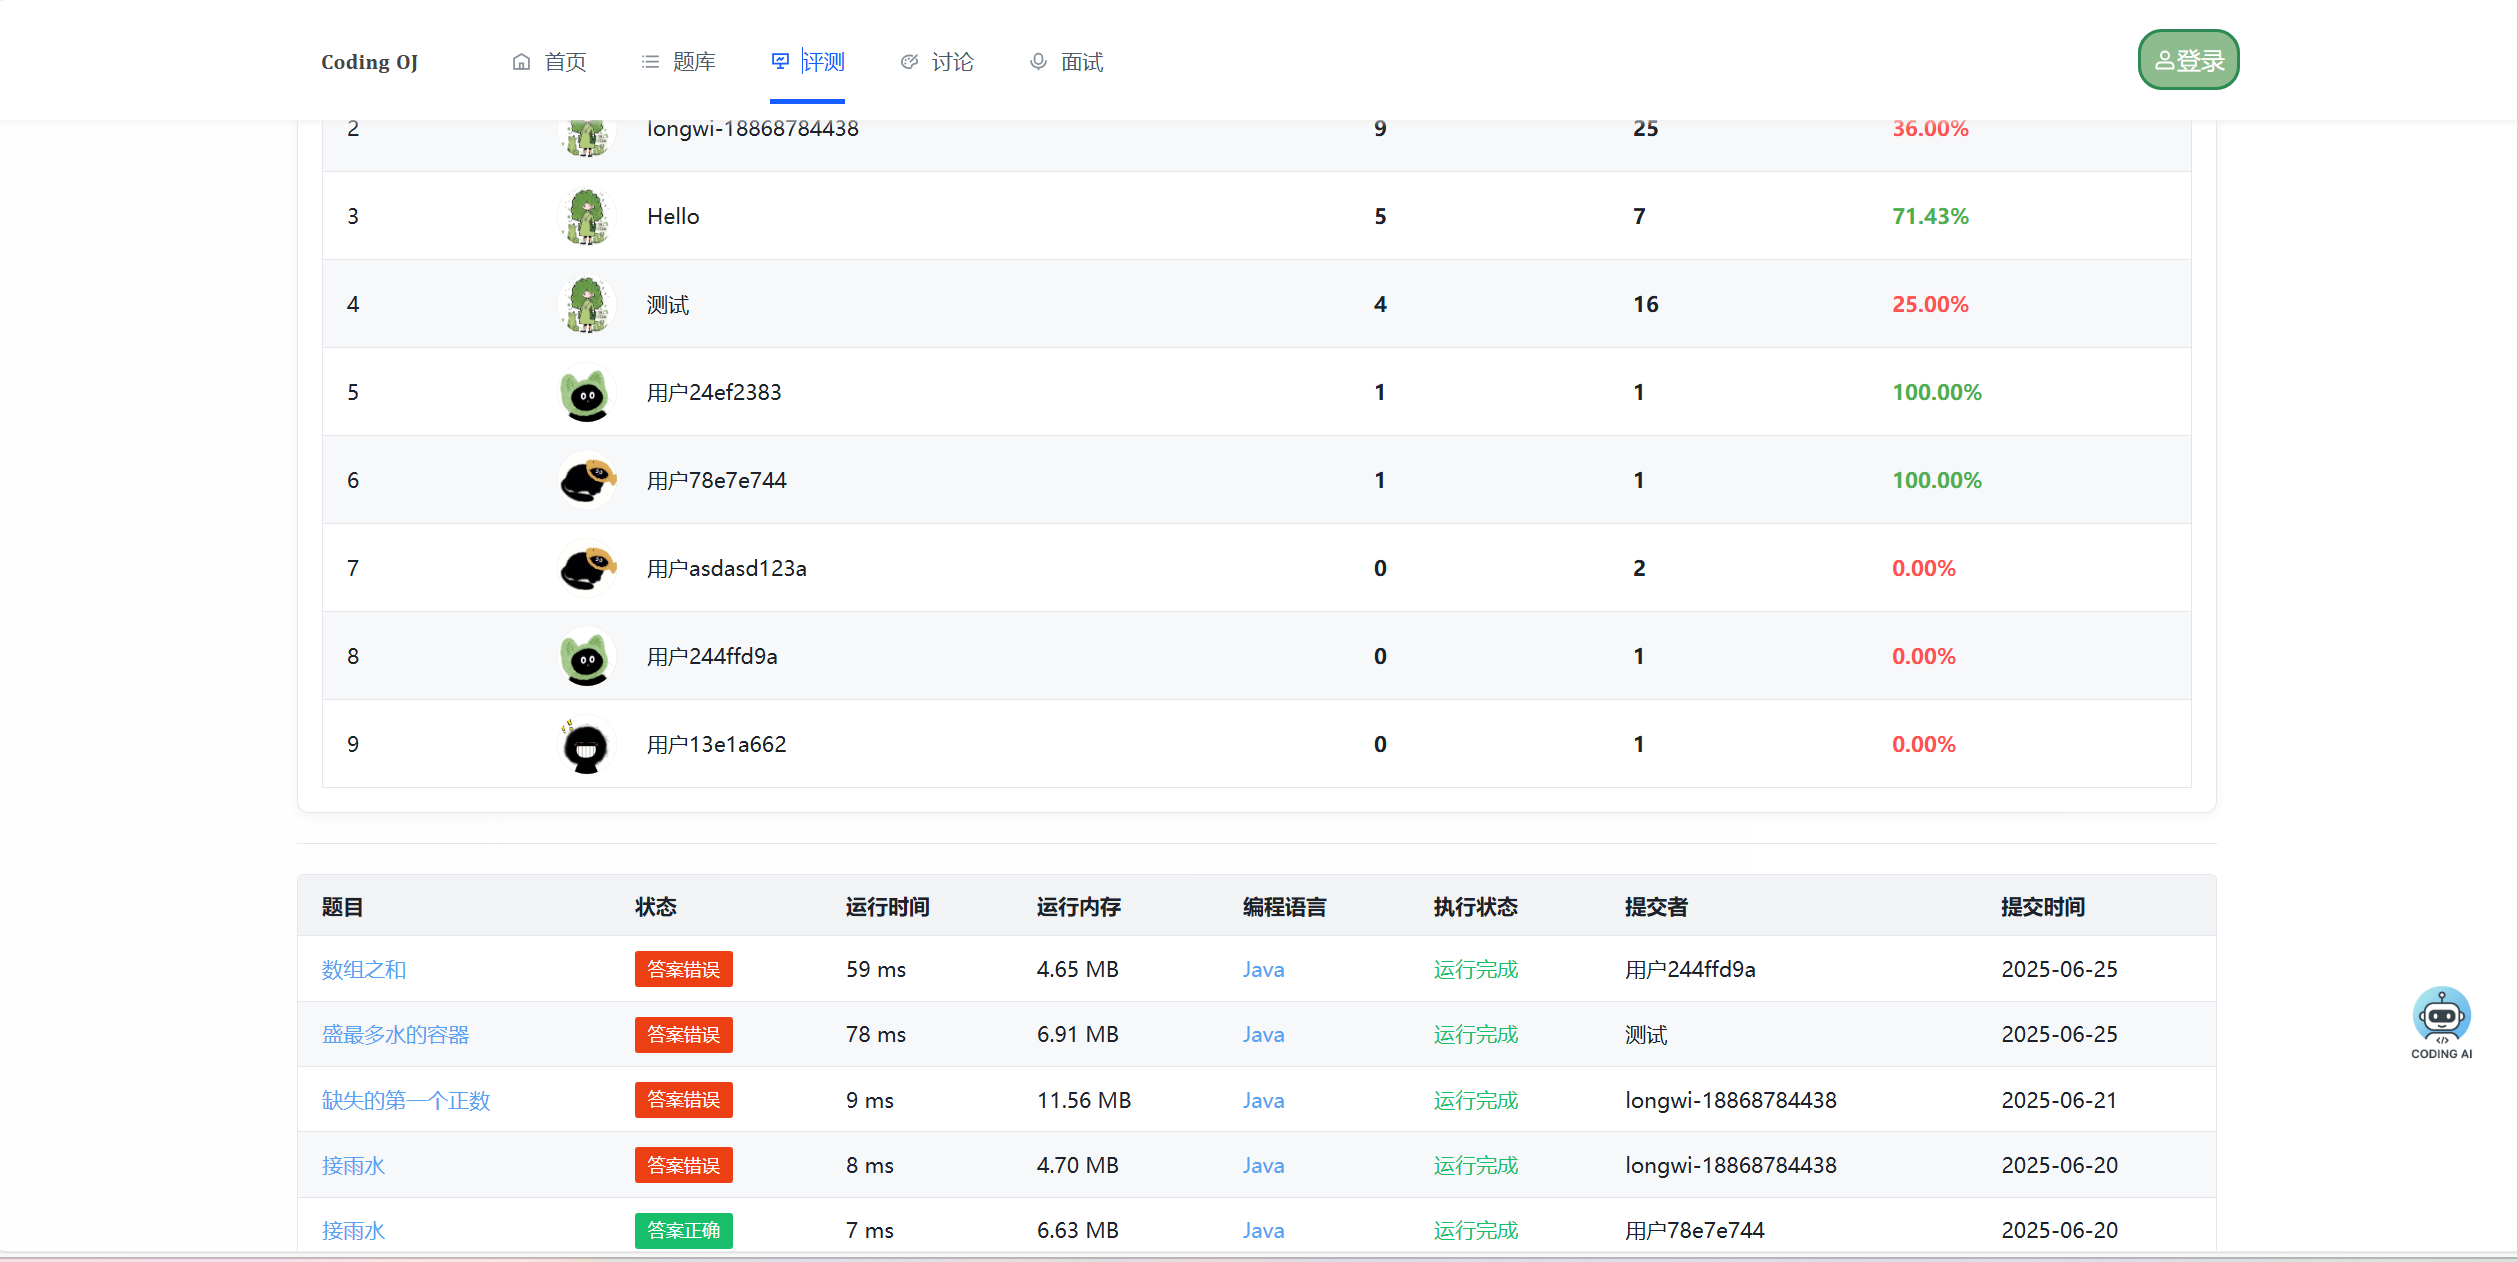 Coding OJ 首页 题库 评测 讨论 面试 登录
2 longwi-18868784438 9 25 36.00%
3 Hello 5 7 71.43%
4 测试 4 16 25.00%
5 用户24ef2383 1 1 100.00%
6 用户78e7e744 1 1 100.00%
7 用户asdasd123a 0 2 0.00%
8 用户244ffd9a 0 1 0.00%
9 用户13e1a662 0 1 0.00%
题目 状态 运行时间 运行内存 编程语言 执行状态 提交者 提交时间
数组之和 答案错误 59 ms 4.65 MB Java 运行完成 用户244ffd9a 2025-06-25
盛最多水的容器 答案错误 78 ms 6.91 MB Java 运行完成 测试 2025-06-25
CODING AI
缺失的第一个正数 答案错误 9 ms 11.56 MB Java 运行完成 longwi-18868784438 2025-06-21
接雨水 答案错误 8 ms 4.70 MB Java 运行完成 longwi-18868784438 2025-06-20
接雨水 答案正确 7 ms 6.63 MB Java 运行完成 用户78e7e744 2025-06-20